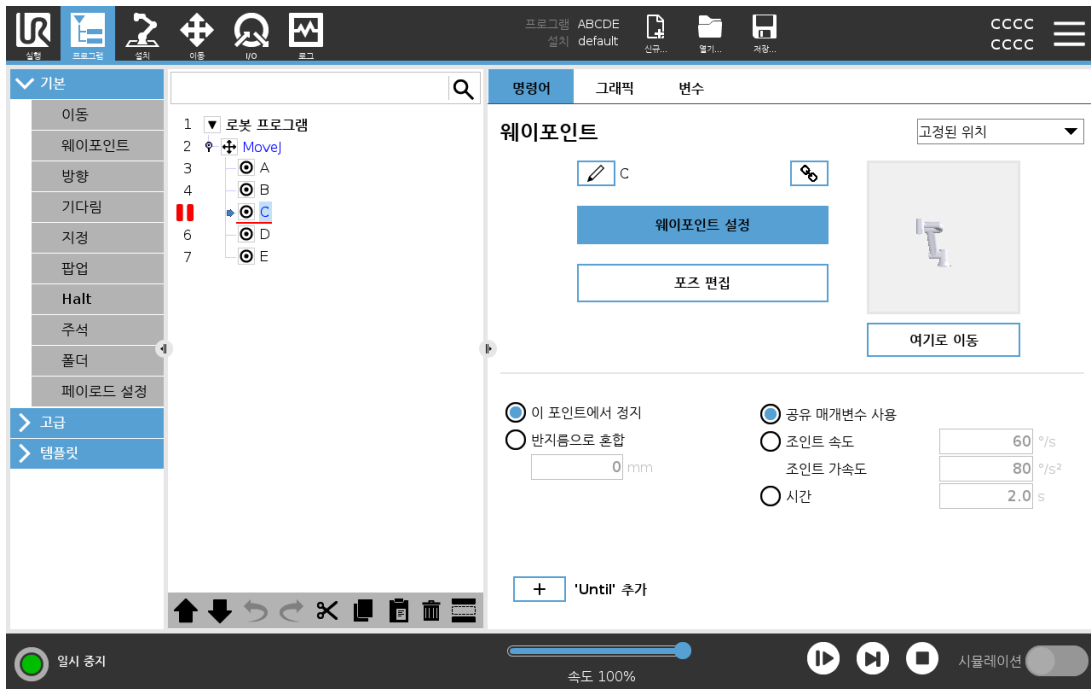 UR
프로그램 ABCDE
설치 default
CCCC
CCCC
실행 프로그램 설치 이동 I/O 로그
신규... 열기... 저장...
기본
이동
웨이포인트
방향
기다림
지정
팝업
Halt
주석
폴더
페이로드 설정
고급
템플릿
1 로봇 프로그램
2 MoveJ
3 A
4 B
C
6 D
7 E
명령어 그래픽 변수
웨이포인트
고정된 위치
C
웨이포인트 설정
포즈 편집
여기로 이동
이 포인트에서 정지
반지름으로 혼합
0 mm
공유 매개변수 사용
조인트 속도 60 °/s
조인트 가속도 80 °/s²
시간 2.0 s
+ 'Until' 추가
일시 중지
속도 100%
시뮬레이션